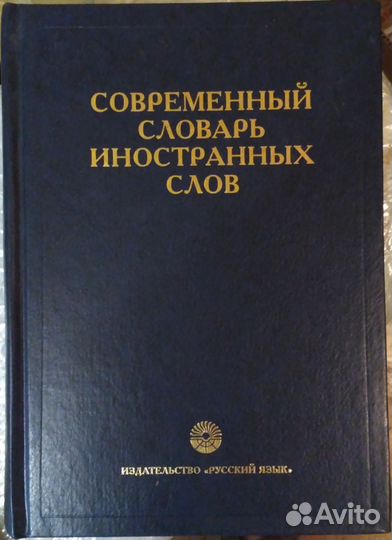 СОВРЕМЕННЫЙ
СЛОВАРЬ
ИНОСТРАННЫХ
СЛОВ
ИЗДАТЕЛЬСТВО «РУССКИЙ ЯЗЫК»
Avito